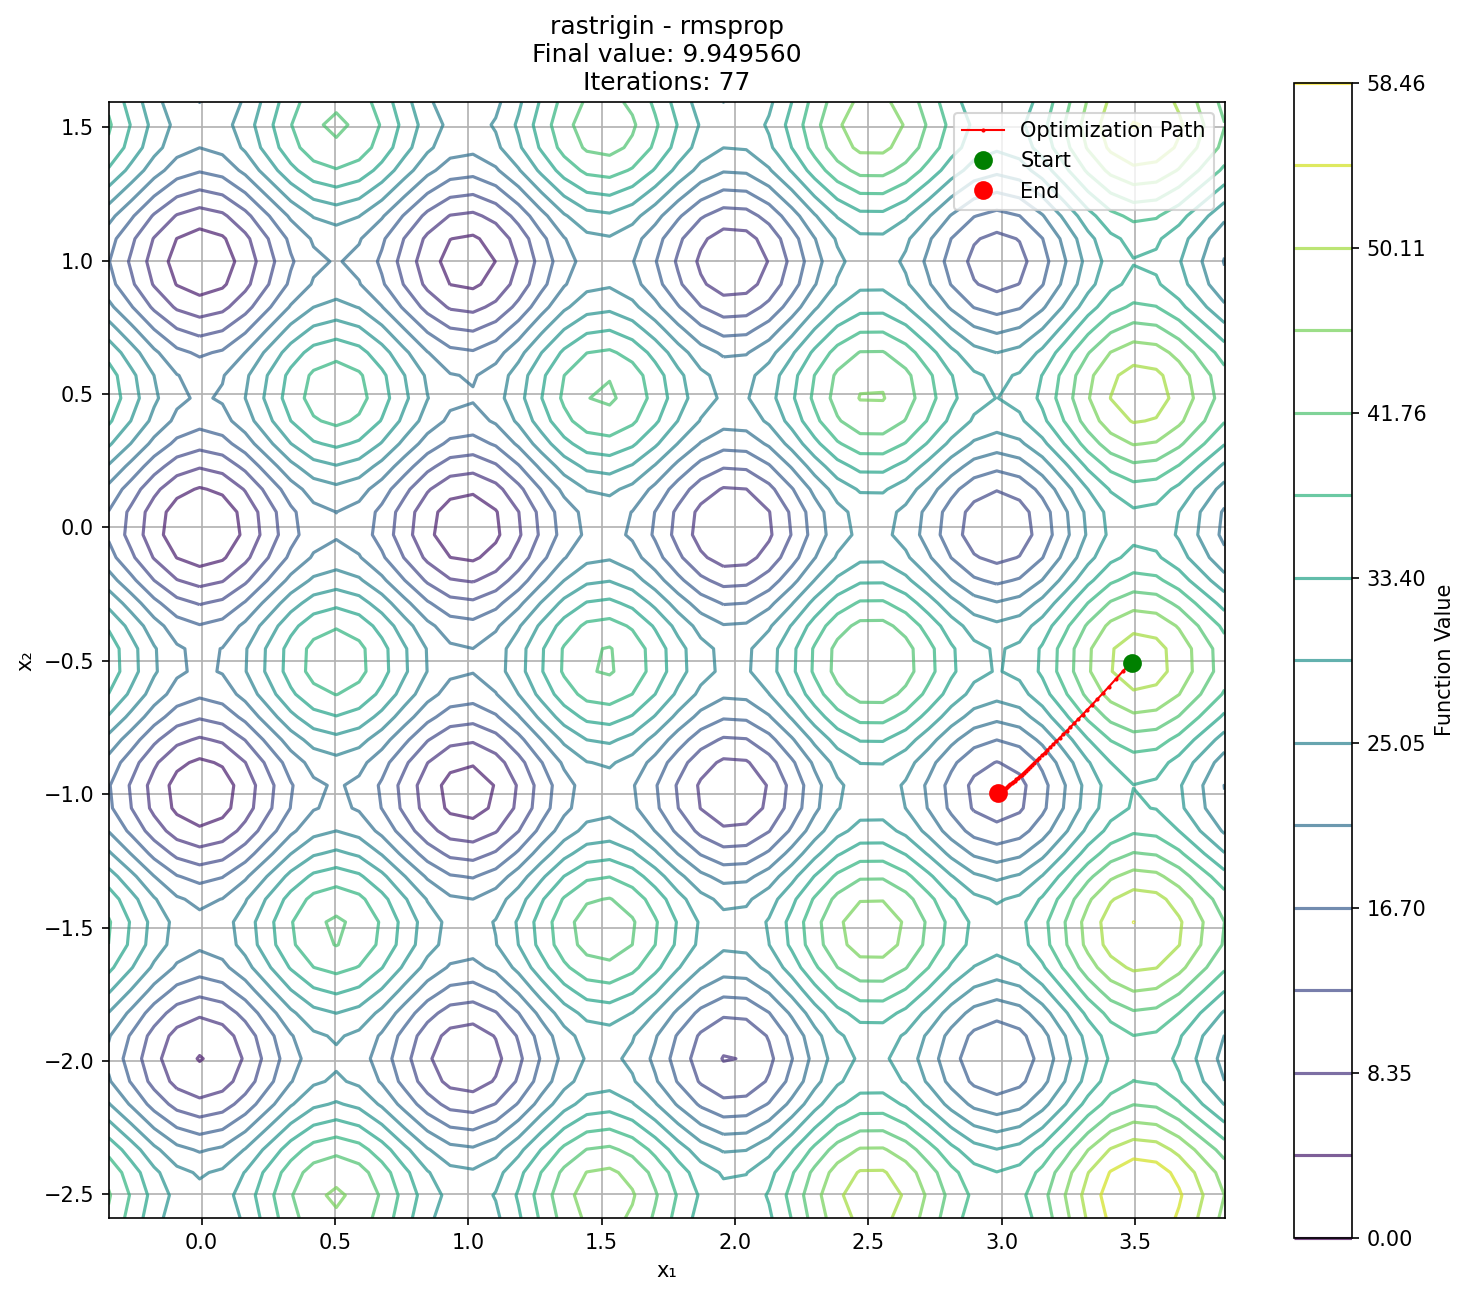 rastrigin - rmsprop
Final value: 9.949560
Iterations: 77
Optimization Path
Start
End
1.5
1.0
0.5
0.0
−0.5
−1.0
−1.5
−2.0
−2.5
x₂
0.0
0.5
1.0
1.5
2.0
2.5
3.0
3.5
x₁
58.46
50.11
41.76
33.40
25.05
16.70
8.35
0.00
Function Value